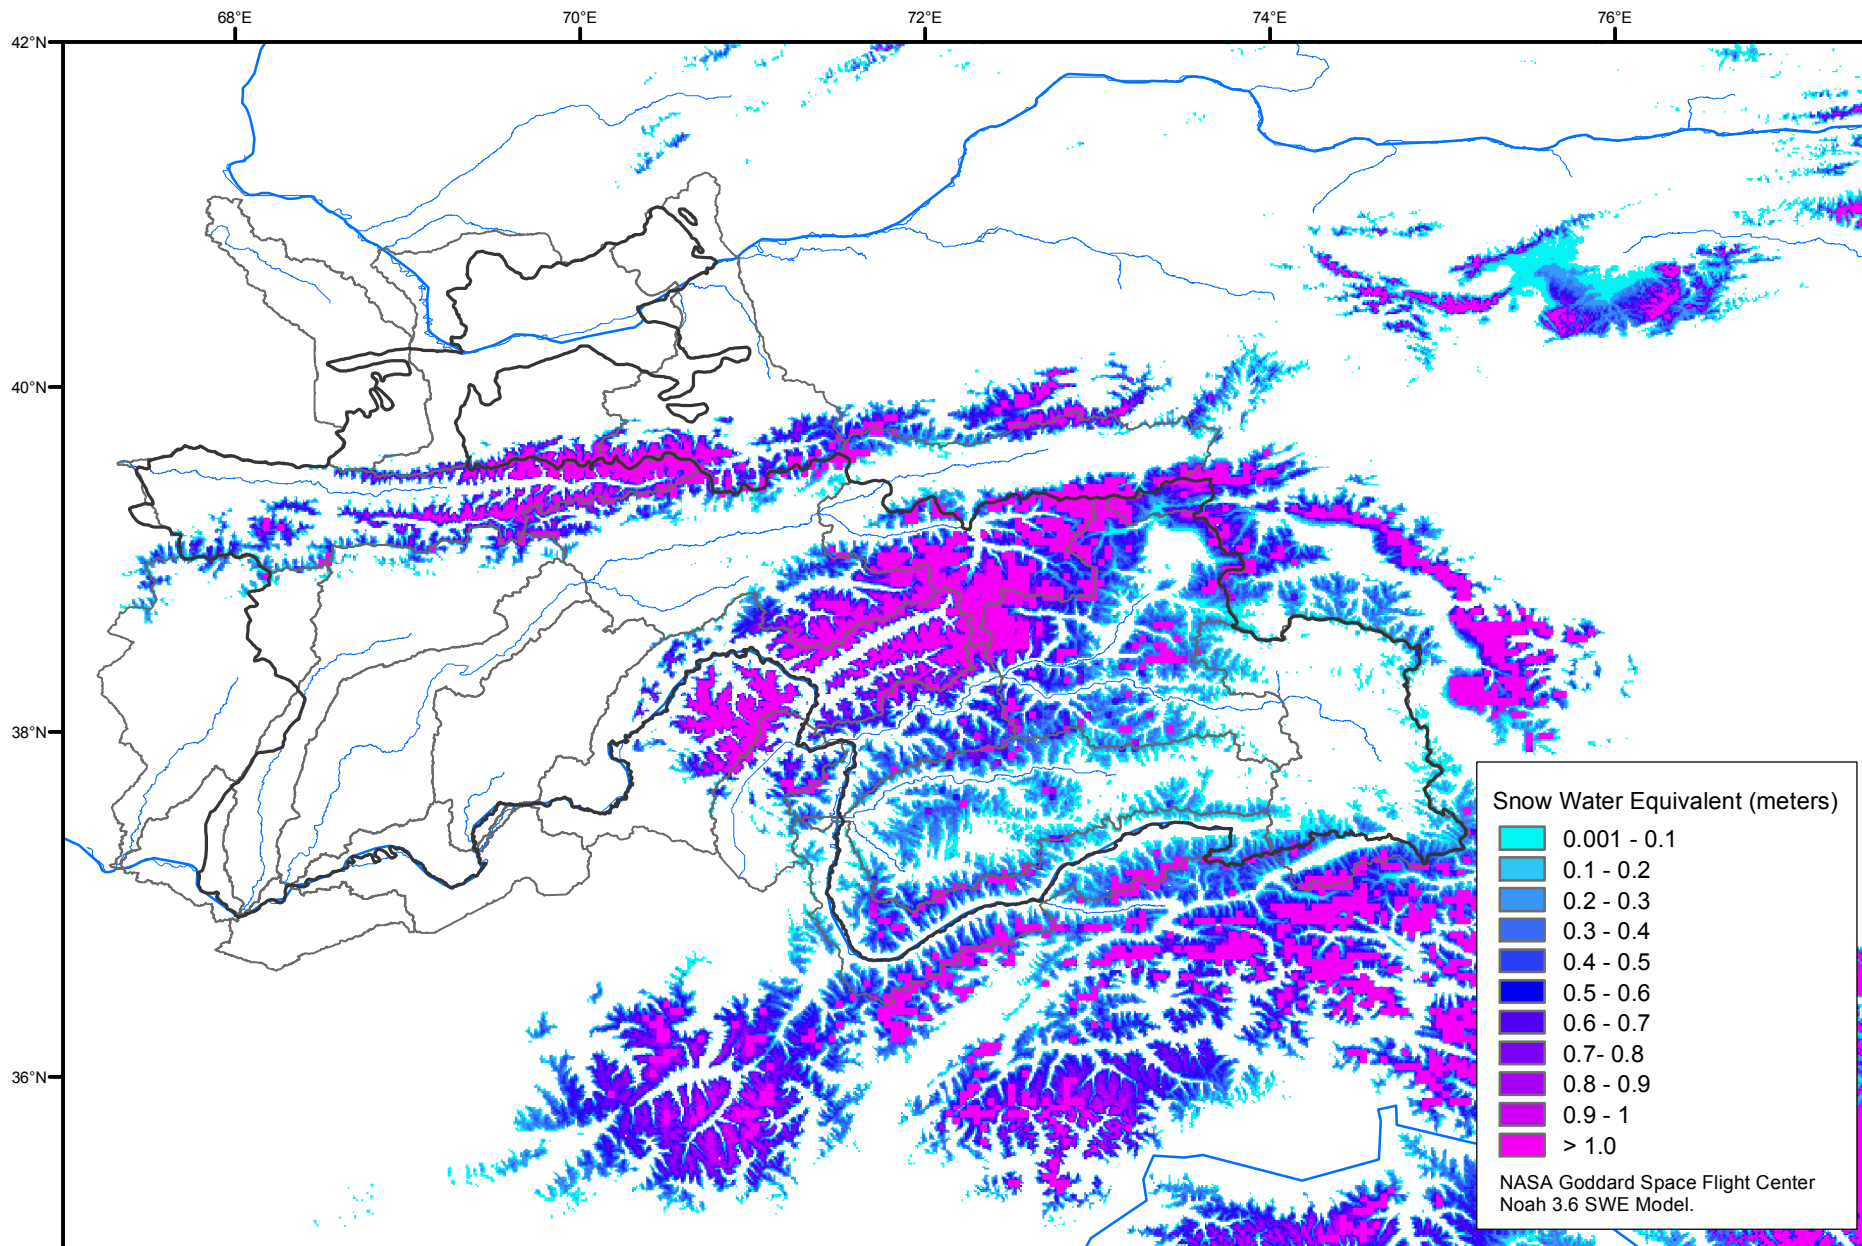 68°E 70°E 72°E 74°E 76°E
42°N
40°N
38°N
36°N
Snow Water Equivalent (meters)
0.001 - 0.1
0.1 - 0.2
0.2 - 0.3
0.3 - 0.4
0.4 - 0.5
0.5 - 0.6
0.6 - 0.7
0.7- 0.8
0.8 - 0.9
0.9 - 1
> 1.0
NASA Goddard Space Flight Center
Noah 3.6 SWE Model.